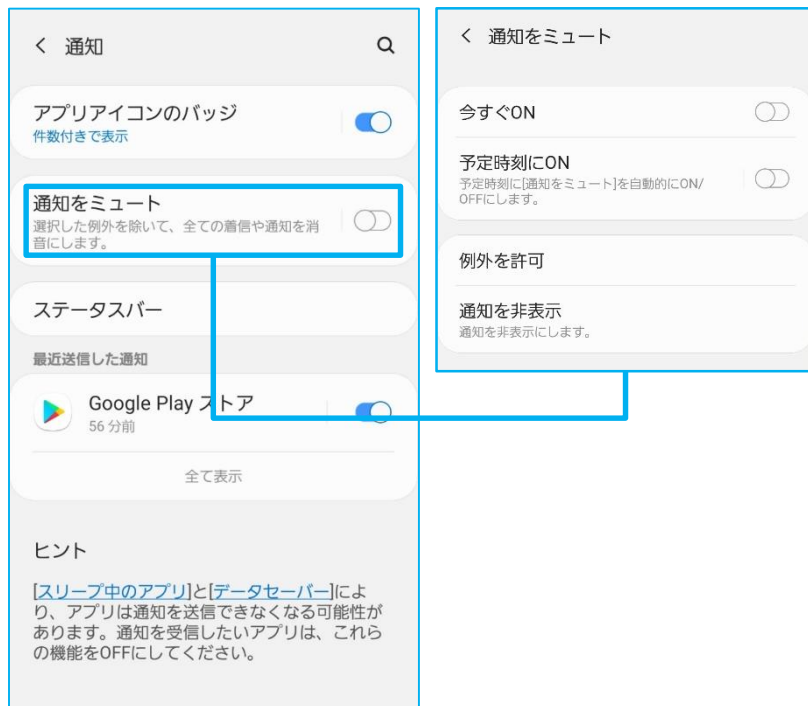 通知
アプリアイコンのバッジ
件数付きで表示
通知をミュート
選択した例外を除いて、全ての着信や通知を消
音にします。
ステータスバー
最近送信した通知
Google Play ストア
56 分前
全て表示
ヒント
[スリープ中のアプリ]と[データセーバー]によ
り、アプリは通知を送信できなくなる可能性が
あります。通知を受信したいアプリは、これら
の機能をOFFにしてください。
通知をミュート
今すぐON
予定時刻にON
予定時刻に[通知をミュート]を自動的にON/
OFFにします。
例外を許可
通知を非表示
通知を非表示にします。